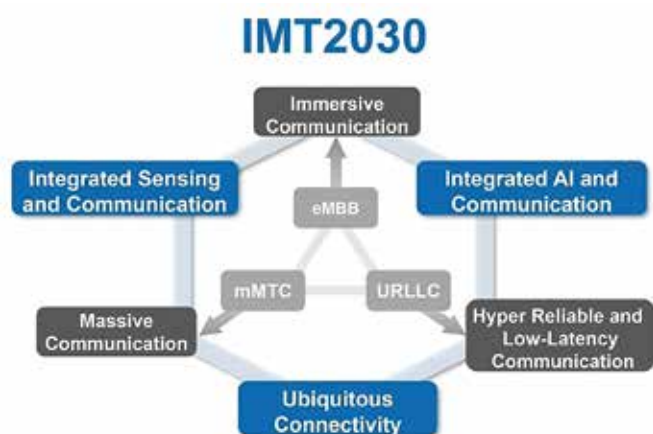 IMT2030
Immersive
Communication
Integrated Sensing
and Communication
Integrated AI and
Communication
eMBB
mMTC
URLLC
Massive
Communication
Hyper Reliable and
Low-Latency
Communication
Ubiquitous
Connectivity